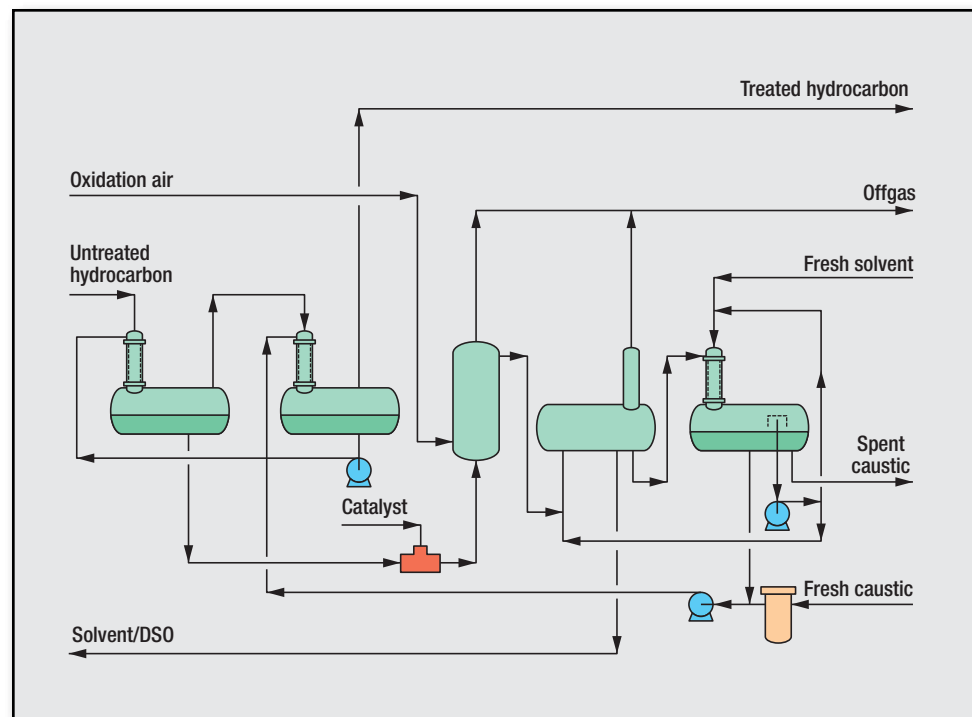 Treated hydrocarbon
Oxidation air
Offgas
Untreated
hydrocarbon
Fresh solvent
Spent
caustic
Catalyst
Fresh caustic
Solvent/DSO